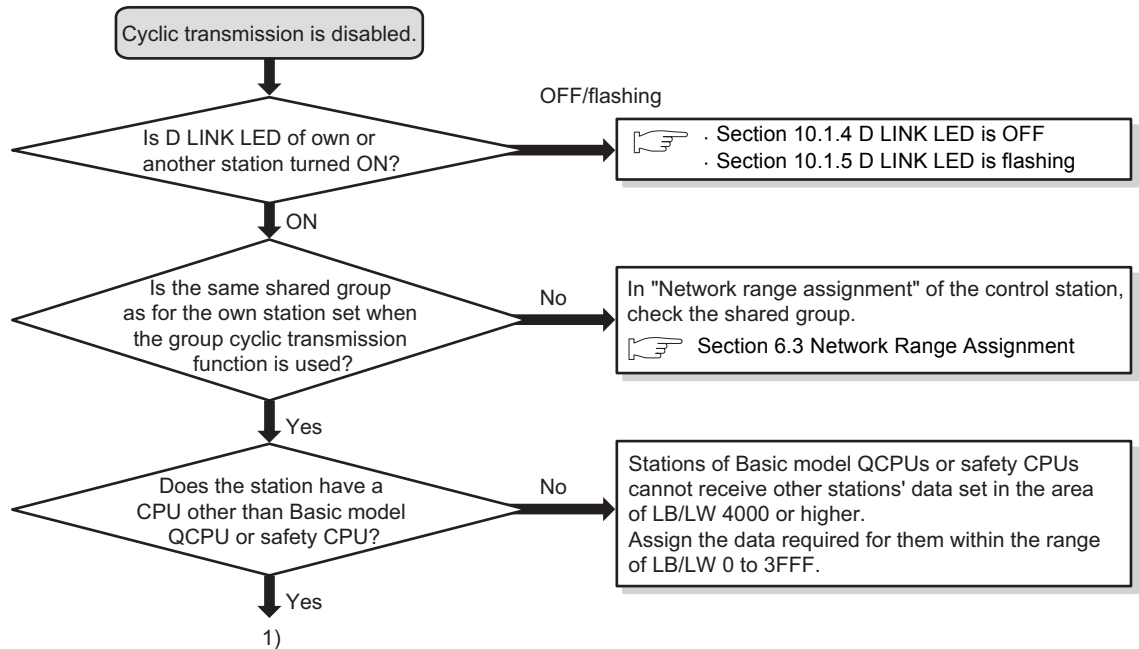 Cyclic transmission is disabled.
OFF/flashing
Is D LINK LED of own or
another station turned ON?
· Section 10.1.4 D LINK LED is OFF
· Section 10.1.5 D LINK LED is flashing
ON
Is the same shared group
as for the own station set when
the group cyclic transmission
function is used?
No
In "Network range assignment" of the control station,
check the shared group.
Section 6.3 Network Range Assignment
Yes
Does the station have a
CPU other than Basic model
QCPU or safety CPU?
No
Stations of Basic model QCPUs or safety CPUs
cannot receive other stations' data set in the area
of LB/LW 4000 or higher.
Assign the data required for them within the range
of LB/LW 0 to 3FFF.
Yes
1)